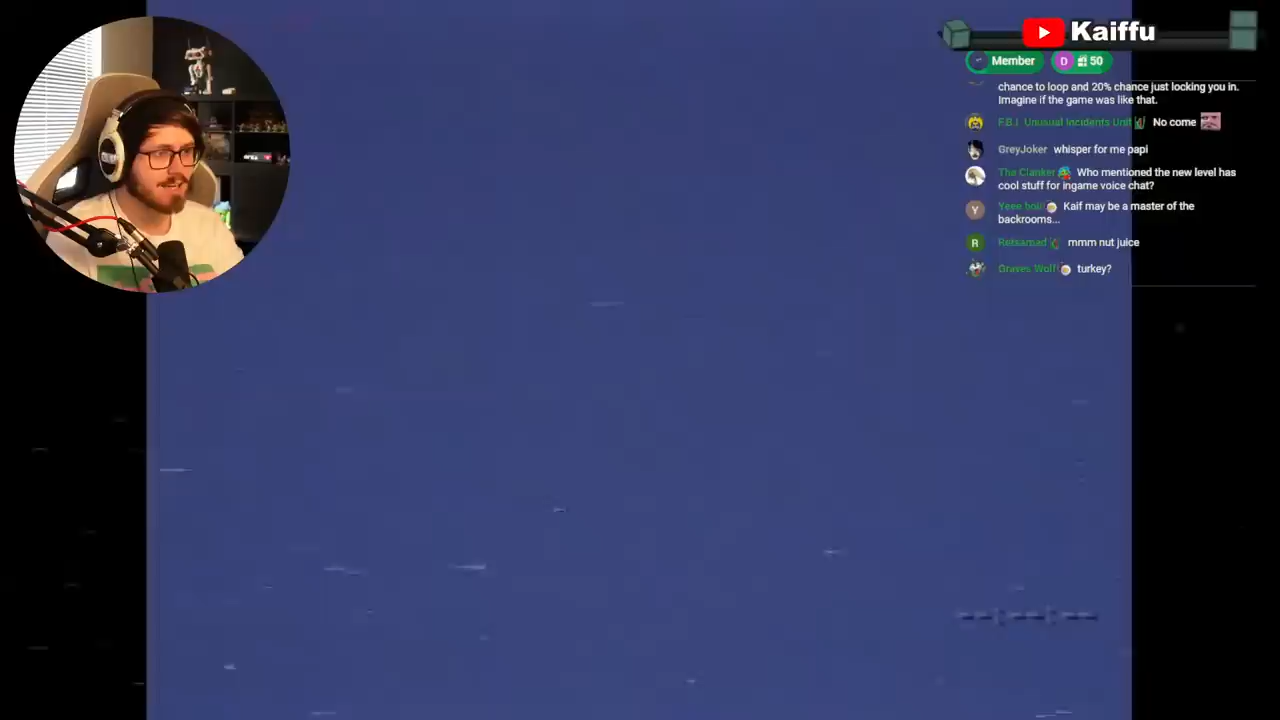 Kaiffu
Member
D 50
chance to loop and 20% chance just locking you in.
Imagine if the game was like that.
F.B.I. Unusual Incidents Unit No come
GreyJoker whisper for me papi
The Clanker Who mentioned the new level has
cool stuff for ingame voice chat?
Yeee boii Kaif may be a master of the
backrooms...
R mmm nut juice
Graves Wolf turkey?
Y